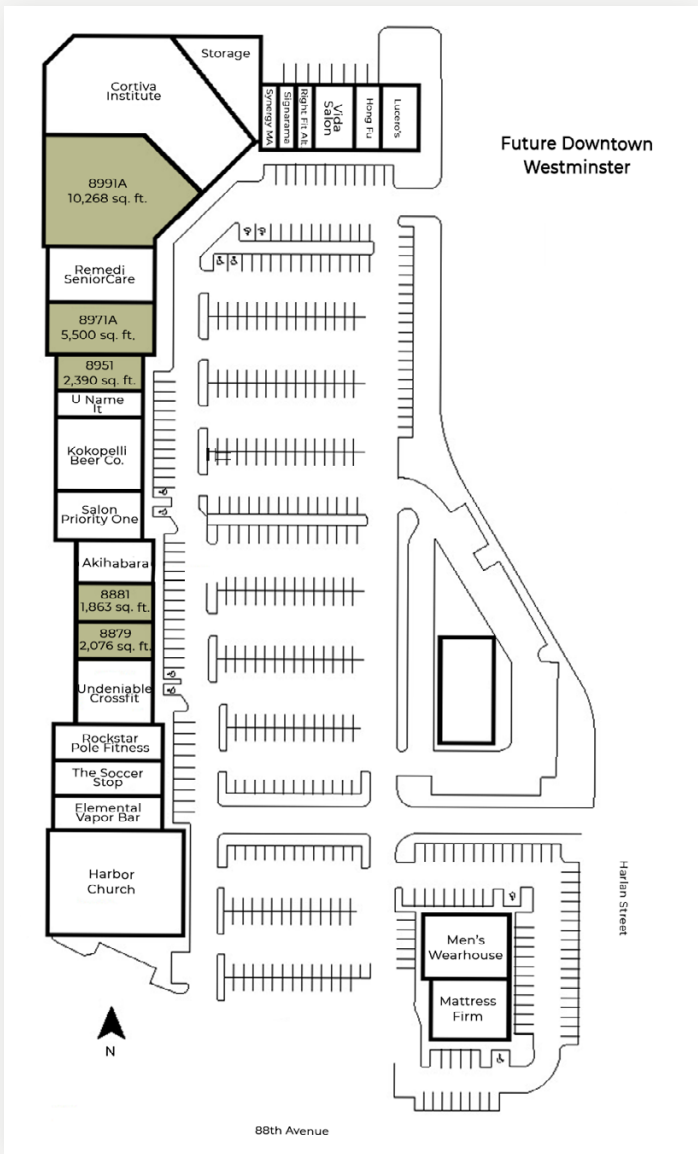 Storage
Cortiva
Institute
Synergy MA
Signarama
Right Fit Alt
Vida
Salon
Hong Fu
Lucero's
Future Downtown
Westminster
8991A
10,268 sq. ft.
Remedi
SeniorCare
8971A
5,500 sq. ft.
8951
2,390 sq. ft.
U Name
It
Kokopelli
Beer Co.
Salon
Priority One
Akihabara
8881
1,863 sq. ft.
8879
2,076 sq. ft.
Undeniable
Crossfit
Rockstar
Pole Fitness
The Soccer
Stop
Elemental
Vapor Bar
Harbor
Church
Harlan Street
Men's
Wearhouse
Mattress
Firm
N
88th Avenue